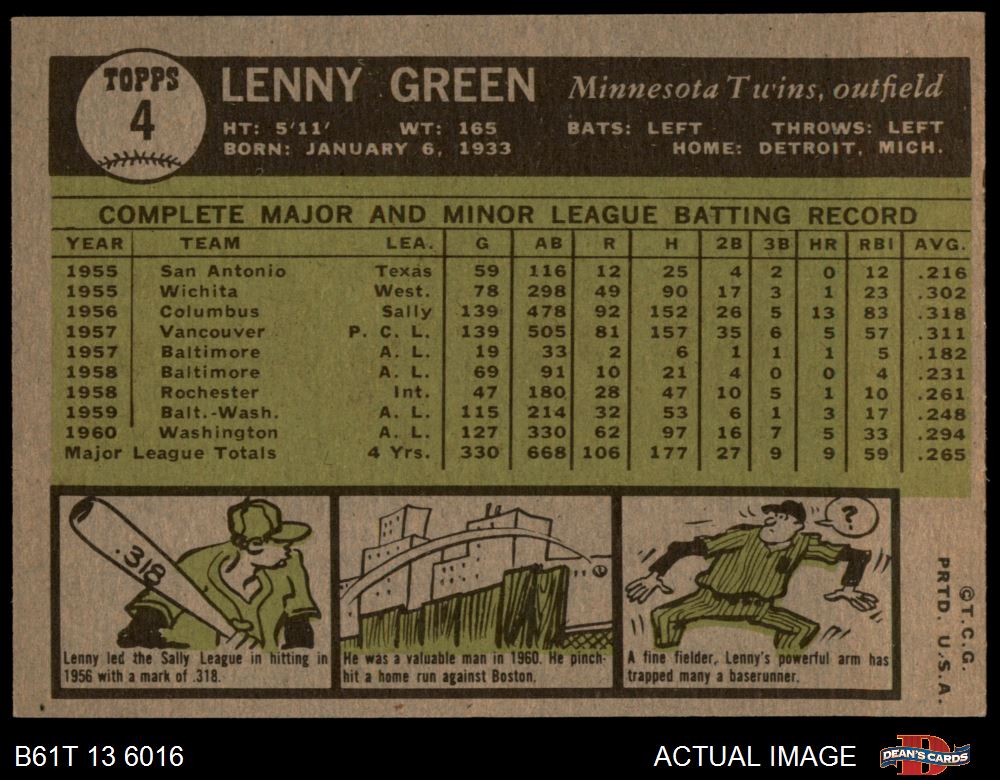 TOPPS
4
LENNY GREEN Minnesota Twins, outfield
HT: 5'11' WT: 165 BATS: LEFT THROWS: LEFT
BORN: JANUARY 6, 1933 HOME: DETROIT, MICH.
COMPLETE MAJOR AND MINOR LEAGUE BATTING RECORD
YEAR TEAM LEA. G AB R H 2B 3B HR RBI AVG.
1955 San Antonio Texas 59 116 12 25 4 2 0 12 .216
1955 Wichita West. 78 298 49 90 17 3 1 23 .302
1956 Columbus Sally 139 478 92 152 26 5 13 83 .318
1957 Vancouver P. C. L. 139 505 81 157 35 6 5 57 .311
1957 Baltimore A. L. 19 33 2 6 1 1 1 5 .182
1958 Baltimore A. L. 69 91 10 21 4 0 0 4 .231
1958 Rochester Int. 47 180 28 47 10 5 1 10 .261
1959 Balt.-Wash. A. L. 115 214 32 53 6 1 3 17 .248
1960 Washington A. L. 127 330 62 97 16 7 5 33 .294
Major League Totals 4 Yrs. 330 668 106 177 27 9 9 59 .265
.318
?
Lenny led the Sally League in hitting in
1956 with a mark of .318.
He was a valuable man in 1960. He pinch-
hit a home run against Boston.
A fine fielder, Lenny's powerful arm has
trapped many a baserunner.
©T.C.G.
PRTD. U.S.A.
B61T 13 6016 ACTUAL IMAGE DEAN'S CARDS